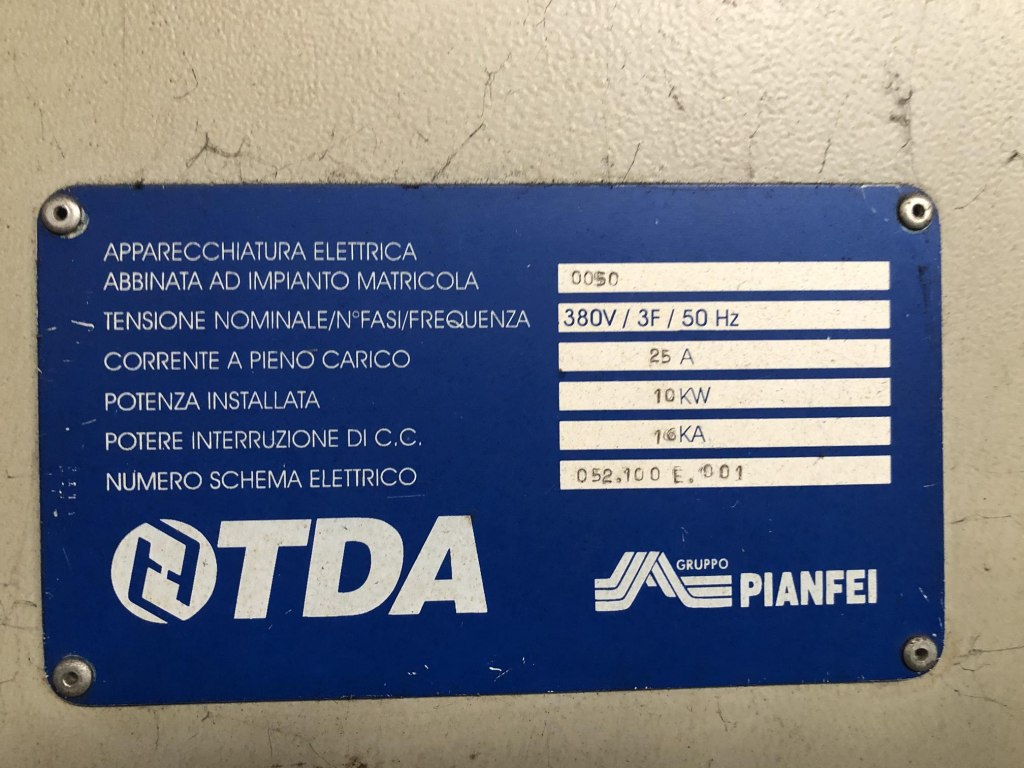 APPARECCHIATURA ELETTRICA
ABBINATA AD IMPIANTO MATRICOLA 0050
TENSIONE NOMINALE/N°FASI/FREQUENZA 380V / 3F / 50 Hz
CORRENTE A PIENO CARICO 25 A
POTENZA INSTALLATA 10KW
POTERE INTERRUZIONE DI C.C. 16KA
NUMERO SCHEMA ELETTRICO 052.100 E.001
TDA
GRUPPO
PIANFEI